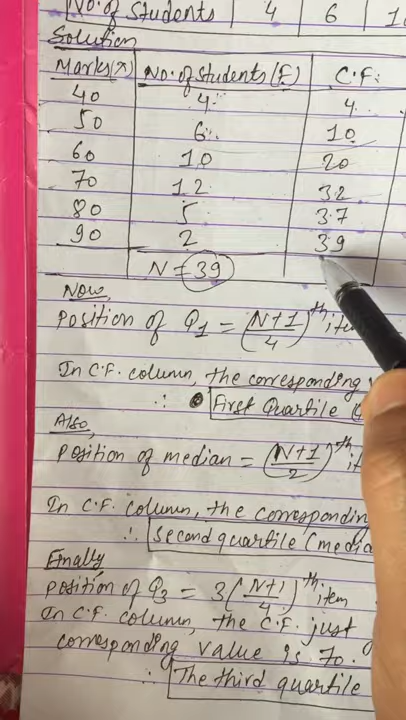 No. of Students 4 6 1
Solution
Marks(x) No. of students (f) C.F.
40 4 4
50 6 10
60 10 20
70 12 32
80 5 37
90 2 39
N = 39
Now,
Position of Q1 = (N+1/4)th item
In C.F. column, the corresponding
∴ First Quartile (
Also,
position of median = (N+1/2)th it
In C.F. column, the corresponding
∴ second quartile (media
Finally
position of Q3 = 3(N+1/4)th item
In C.F. column, the C.F. just
corresponding value is 70.
∴ The third quartile